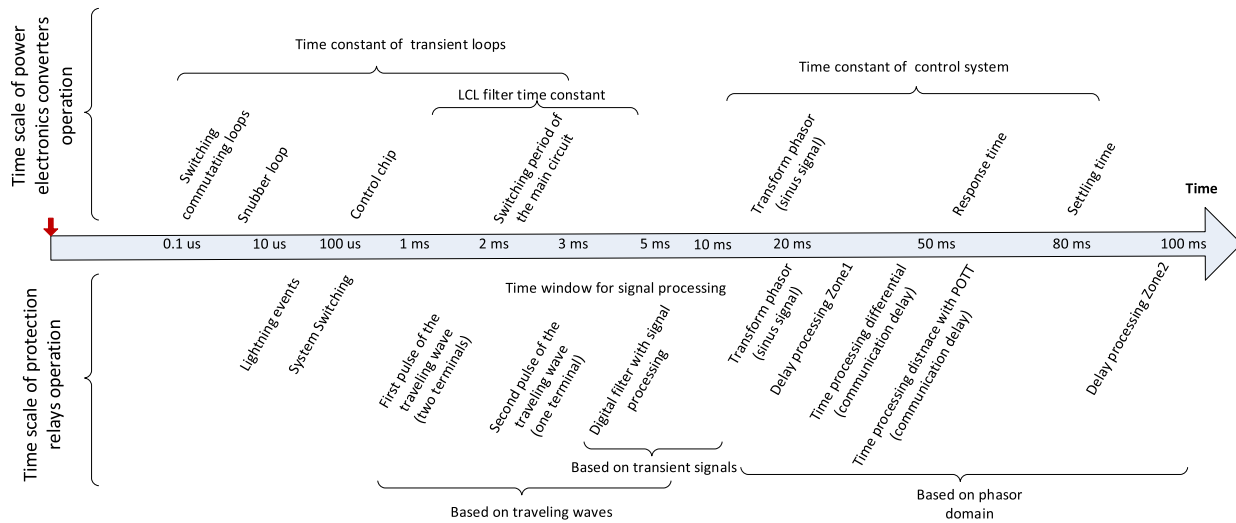 Time scale of power
electronics converters
operation
Time constant of transient loops
LCL filter time constant
Time constant of control system
Switching
commutating loops
Snubber loop
Control chip
Switching period of
the main circuit
Transform phasor
(sinus signal)
Response time
Settling time
Time
0.1 us
10 us
100 us
1 ms
2 ms
3 ms
5 ms
10 ms
20 ms
50 ms
80 ms
100 ms
Time scale of protection
relays operation
Time window for signal processing
Lightning events
System Switching
First pulse of the
traveling wave
(two terminals)
Second pulse of the
traveling wave
(one terminal)
Digital filter with signal
processing
Transform phasor
(sinus signal)
Delay processing Zone1
Time processing differential
(communication delay)
Time processing distnace with POTT
(communication delay)
Delay processing Zone2
Based on transient signals
Based on traveling waves
Based on phasor
domain